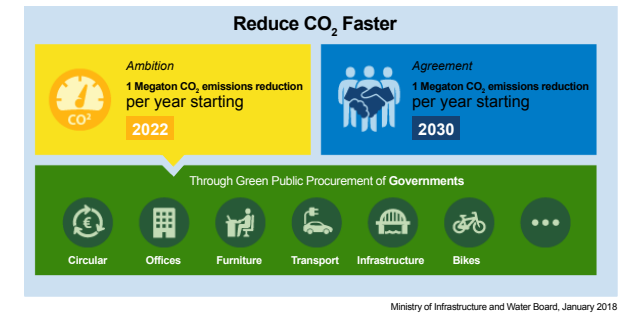 Reduce CO₂ Faster
Ambition
1 Megaton CO₂ emissions reduction
per year starting
2022
CO²
Agreement
1 Megaton CO₂ emissions reduction
per year starting
2030
Through Green Public Procurement of Governments
€
Circular
Offices
Furniture
Transport
Infrastructure
Bikes
Ministry of Infrastructure and Water Board, January 2018